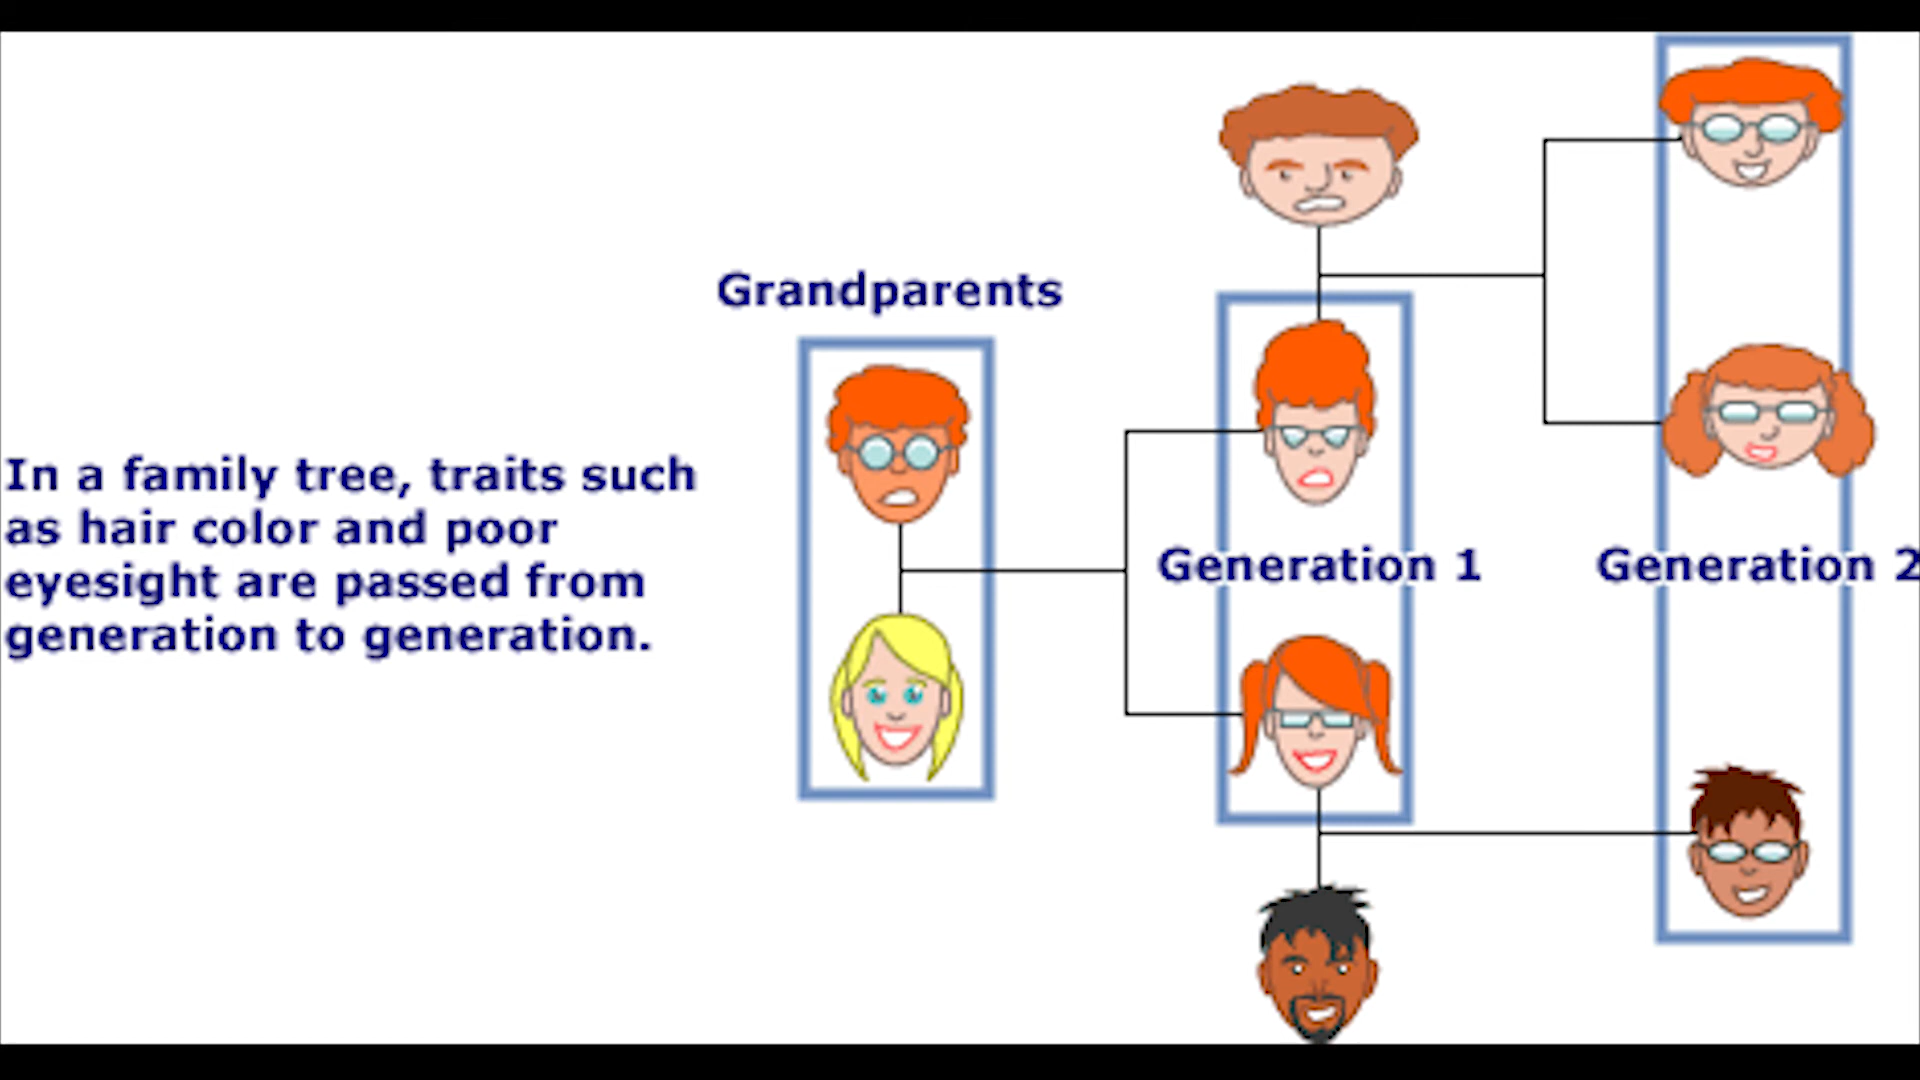 Grandparents
In a family tree, traits such
as hair color and poor
eyesight are passed from
generation to generation.
Generation 1
Generation 2